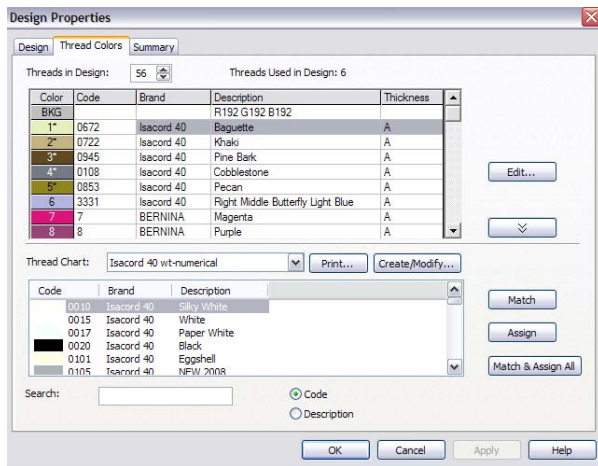 Design Properties
Design Thread Colors Summary
Threads in Design: 56 Threads Used in Design: 6
Color Code Brand Description Thickness
BKG R192 G192 B192
1* 0672 Isacord 40 Baguette A
2* 0722 Isacord 40 Khaki A
3* 0945 Isacord 40 Pine Bark A
4* 0108 Isacord 40 Cobblestone A
5* 0853 Isacord 40 Pecan A
6 3331 Isacord 40 Right Middle Butterfly Light Blue A
7 7 BERNINA Magenta A
8 8 BERNINA Purple A
Edit...
Thread Chart: Isacord 40 wt-numerical Print... Create/Modify...
Code Brand Description
0010 Isacord 40 Silky White
0015 Isacord 40 White
0017 Isacord 40 Paper White
0020 Isacord 40 Black
0101 Isacord 40 Eggshell
0105 Isacord 40 NEW 2008
Match
Assign
Match & Assign All
Search: Code
Description
OK Cancel Apply Help